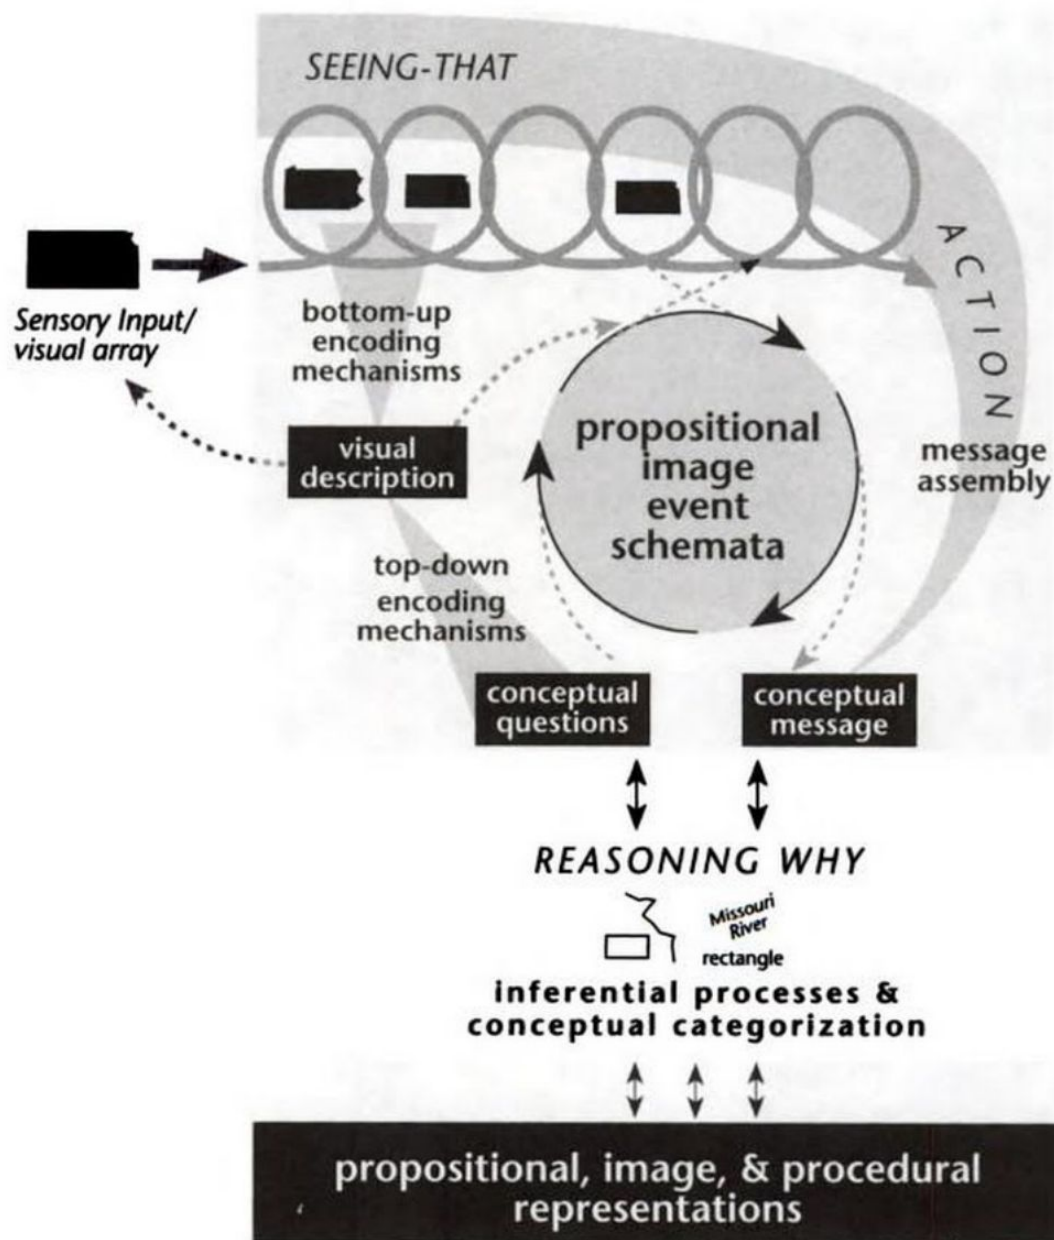 SEEING-THAT
ACTION
Sensory Input/
visual array
bottom-up
encoding
mechanisms
visual
description
propositional
image
event
schemata
message
assembly
top-down
encoding
mechanisms
conceptual
questions
conceptual
message
REASONING WHY
Missouri
River
rectangle
inferential processes &
conceptual categorization
propositional, image, & procedural
representations